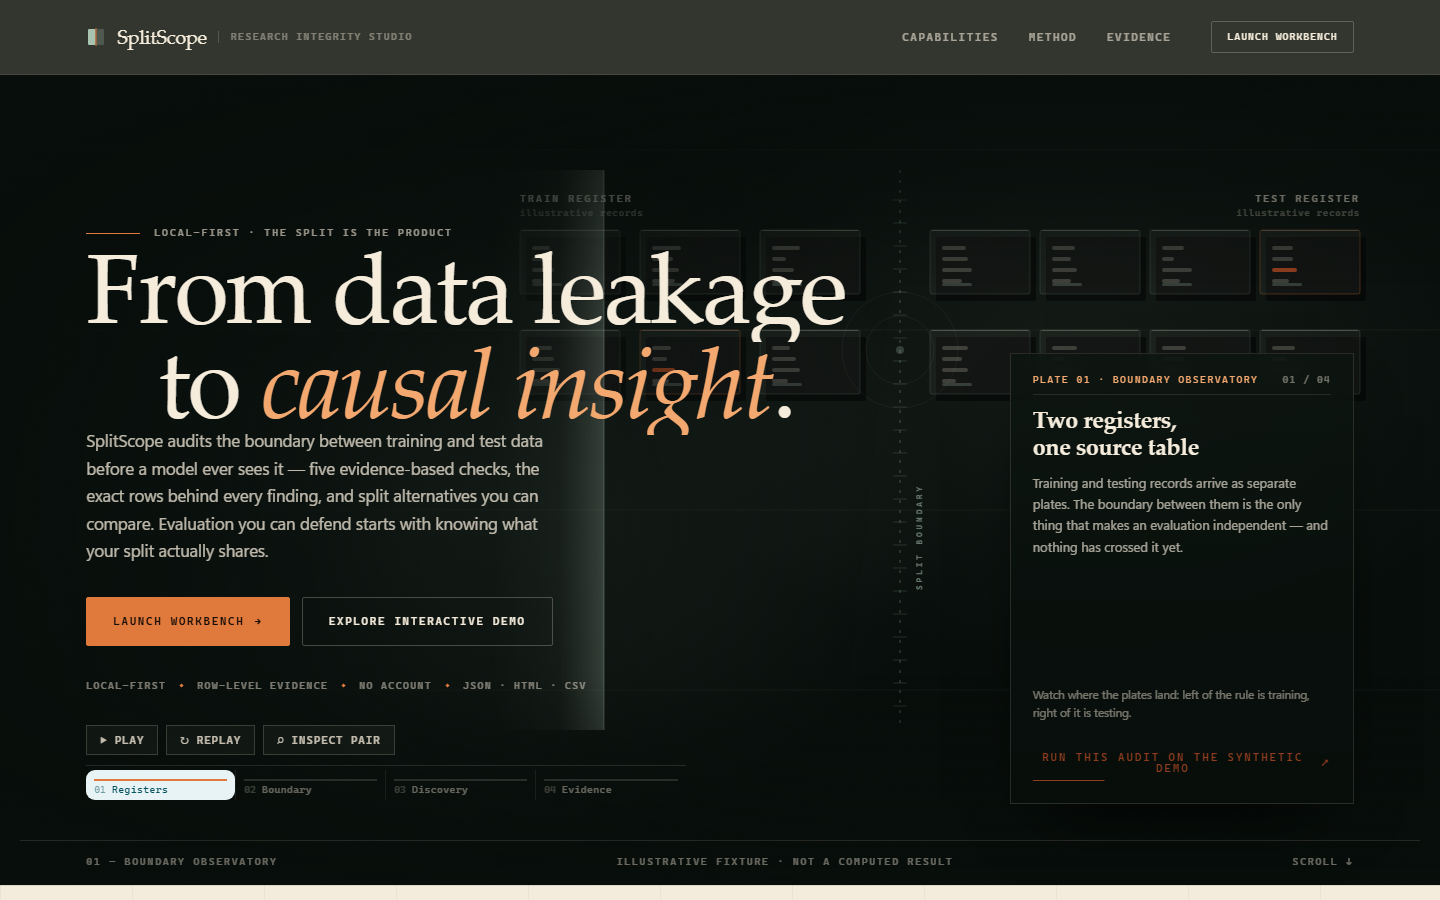 SplitScope
RESEARCH INTEGRITY STUDIO
CAPABILITIES
METHOD
EVIDENCE
LAUNCH WORKBENCH
TRAIN REGISTER
illustrative records
TEST REGISTER
illustrative records
LOCAL-FIRST · THE SPLIT IS THE PRODUCT
From data leakage
to causal insight.
SplitScope audits the boundary between training and test data
before a model ever sees it — five evidence-based checks, the
exact rows behind every finding, and split alternatives you can
compare. Evaluation you can defend starts with knowing what
your split actually shares.
LAUNCH WORKBENCH →
EXPLORE INTERACTIVE DEMO
LOCAL-FIRST ✦ ROW-LEVEL EVIDENCE ✦ NO ACCOUNT ✦ JSON · HTML · CSV
▶ PLAY
↻ REPLAY
⌕ INSPECT PAIR
01 Registers
02 Boundary
03 Discovery
04 Evidence
SPLIT BOUNDARY
PLATE 01 · BOUNDARY OBSERVATORY
01 / 04
Two registers,
one source table
Training and testing records arrive as separate
plates. The boundary between them is the only
thing that makes an evaluation independent — and
nothing has crossed it yet.
Watch where the plates land: left of the rule is training,
right of it is testing.
RUN THIS AUDIT ON THE SYNTHETIC
DEMO ↗
01 — BOUNDARY OBSERVATORY
ILLUSTRATIVE FIXTURE · NOT A COMPUTED RESULT
SCROLL ↓